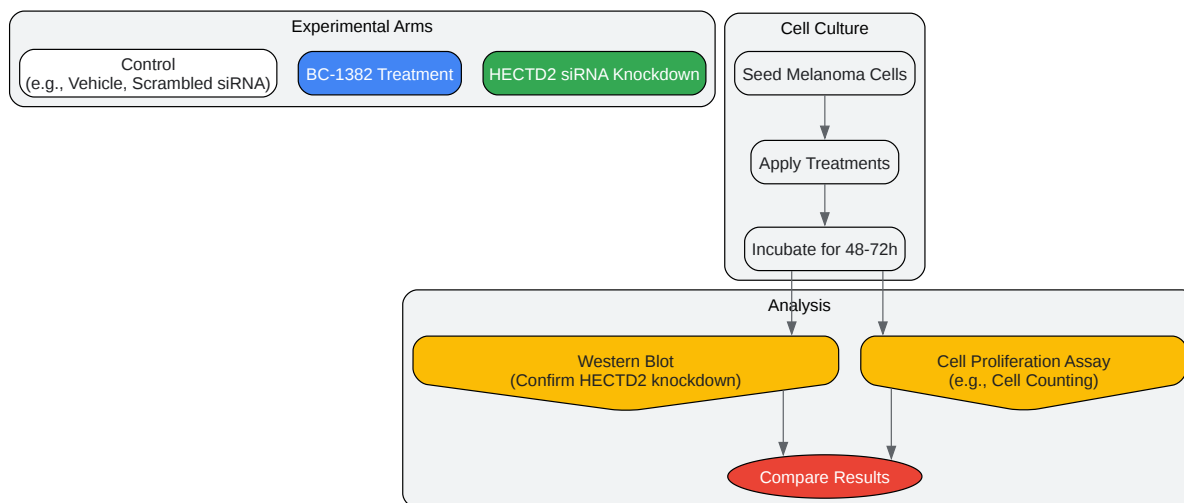 Experimental Arms
Control
(e.g., Vehicle, Scrambled siRNA)
BC-1382 Treatment
HECTD2 siRNA Knockdown
Cell Culture
Seed Melanoma Cells
Apply Treatments
Incubate for 48-72h
Analysis
Western Blot
(Confirm HECTD2 knockdown)
Cell Proliferation Assay
(e.g., Cell Counting)
Compare Results